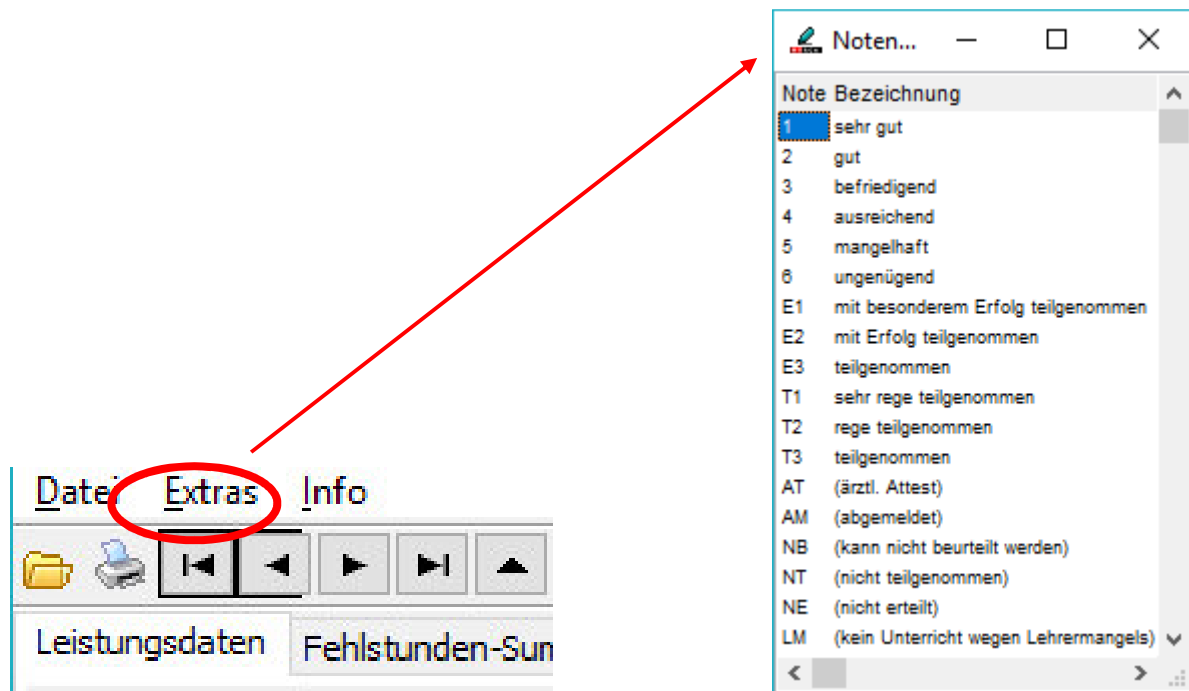 Noten...
Note Bezeichnung
1 sehr gut
2 gut
3 befriedigend
4 ausreichend
5 mangelhaft
6 ungenügend
E1 mit besonderem Erfolg teilgenommen
E2 mit Erfolg teilgenommen
E3 teilgenommen
T1 sehr rege teilgenommen
T2 rege teilgenommen
T3 teilgenommen
AT (ärztl. Attest)
AM (abgemeldet)
NB (kann nicht beurteilt werden)
NT (nicht teilgenommen)
NE (nicht erteilt)
LM (kein Unterricht wegen Lehrermangels)
Datei Extras Info
Leistungsdaten Fehlstunden-Sum